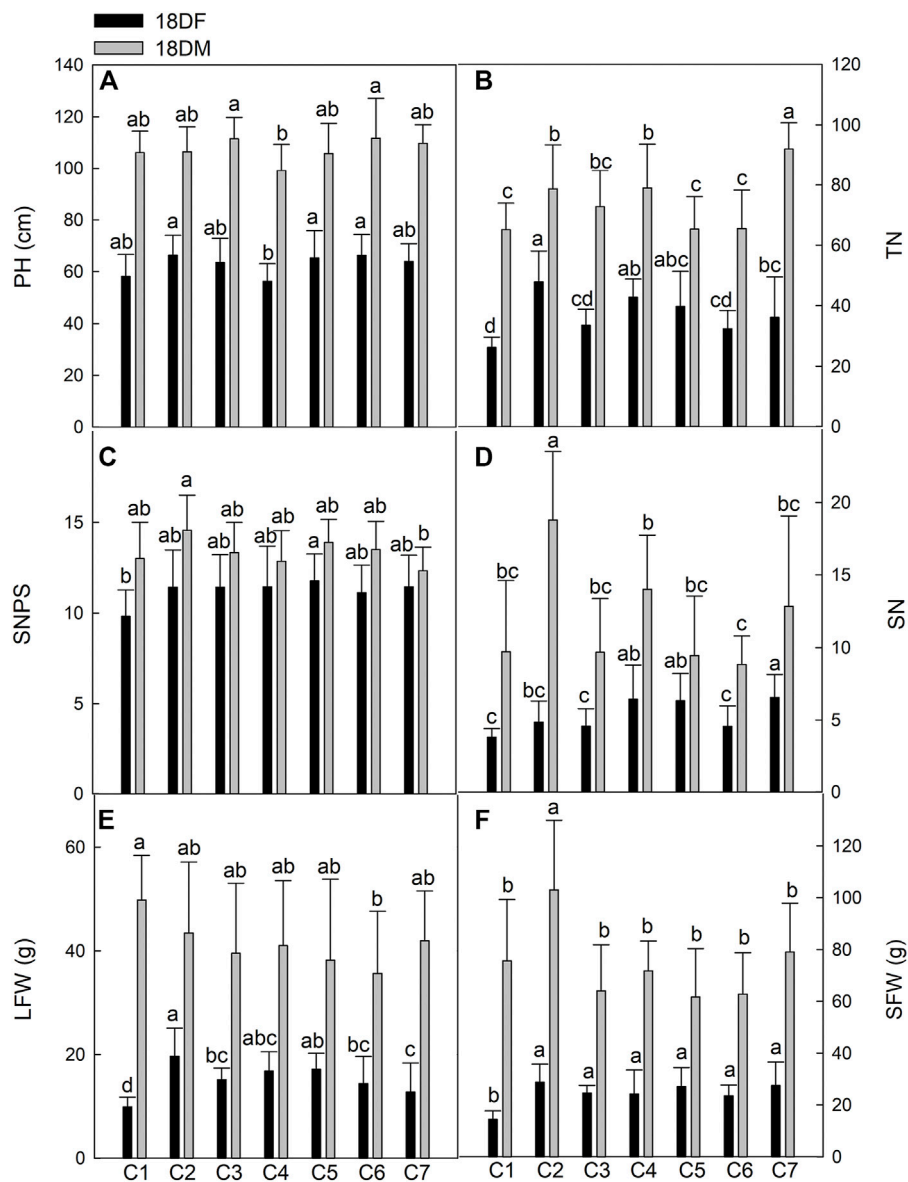 18DF
18DM
A
140
120
100
80
60
40
20
0
PH (cm)
ab ab a b ab a ab
ab a ab b a a ab
B
120
100
80
60
40
20
0
TN
c b bc b c c a
d a cd ab abc cd bc
C
15
10
5
0
SNPS
ab a ab ab ab ab b
b ab ab ab ab ab ab
D
20
15
10
5
0
SN
bc a bc b bc c bc
c bc c ab ab c a
E
60
40
20
0
LFW (g)
a ab ab ab ab b ab
d a bc abc ab bc c
C1 C2 C3 C4 C5 C6 C7
F
120
100
80
60
40
20
0
SFW (g)
b a b b b b b
b a a a a a a
C1 C2 C3 C4 C5 C6 C7